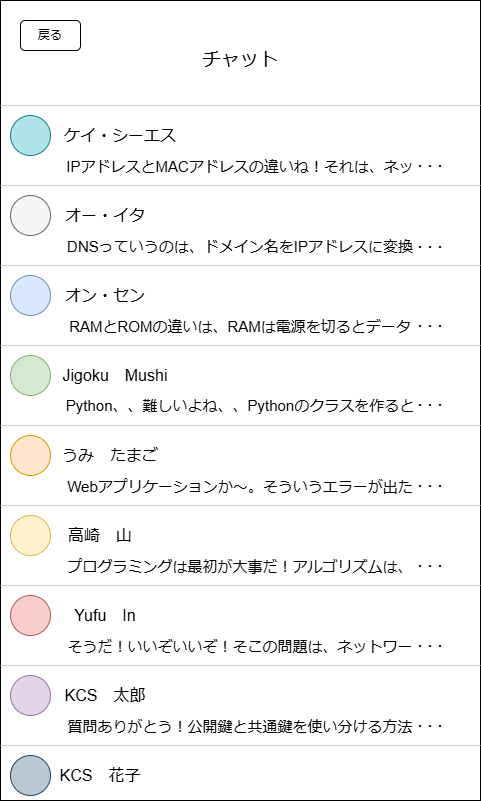 戻る
チャット
ケイ・シーエス
IPアドレスとMACアドレスの違いね！それは、ネッ・・・
オー・イタ
DNSっていうのは、ドメイン名をIPアドレスに変換・・・
オン・セン
RAMとROMの違いは、RAMは電源を切るとデータ・・・
Jigoku　Mushi
Python、、難しいよね、、Pythonのクラスを作ると・・・
うみ　たまご
Webアプリケーションか～。そういうエラーが出た・・・
高崎　山
プログラミングは最初が大事だ！アルゴリズムは、・・・
Yufu　In
そうだ！いいぞいいぞ！そこの問題は、ネットワー・・・
KCS　太郎
質問ありがとう！公開鍵と共通鍵を使い分ける方法・・・
KCS　花子